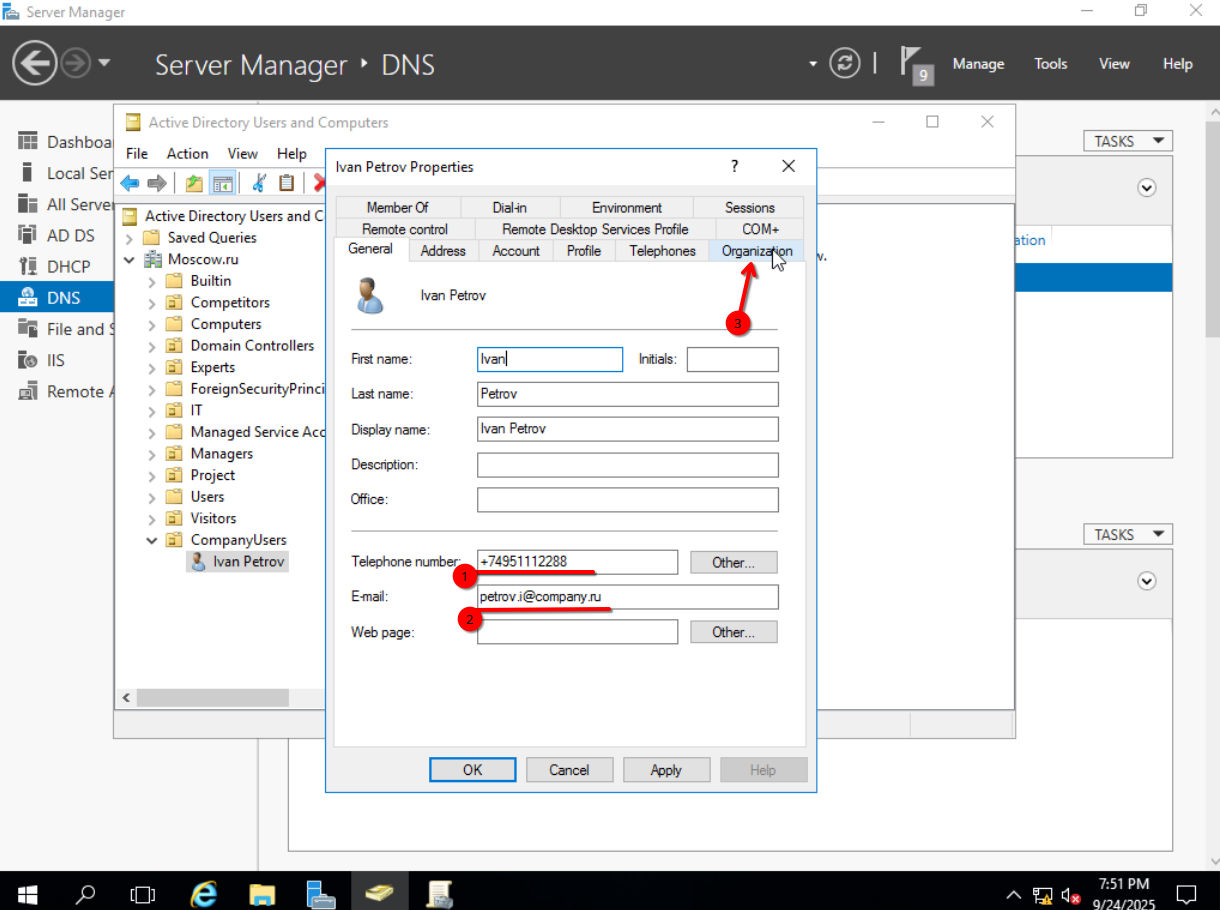 Server Manager
Server Manager ‣ DNS
9
Manage Tools View Help
Active Directory Users and Computers
File Action View Help
Dashboa
Local Ser
All Server
AD DS
DHCP
DNS
File and S
IIS
Remote A
Active Directory Users and C
Saved Queries
Moscow.ru
Builtin
Competitors
Computers
Domain Controllers
Experts
ForeignSecurityPrinci
IT
Managed Service Acc
Managers
Project
Users
Visitors
CompanyUsers
Ivan Petrov
Ivan Petrov Properties
?
Member Of Dial-in Environment Sessions
Remote control Remote Desktop Services Profile COM+
General Address Account Profile Telephones Organization
Ivan Petrov
3
First name: Ivan Initials:
Last name: Petrov
Display name: Ivan Petrov
Description:
Office:
Telephone number: +74951112288 Other...
1
E-mail: petrov.i@company.ru
2
Web page: Other...
OK Cancel Apply Help
TASKS
ation
w.
TASKS
7:51 PM
9/24/2025